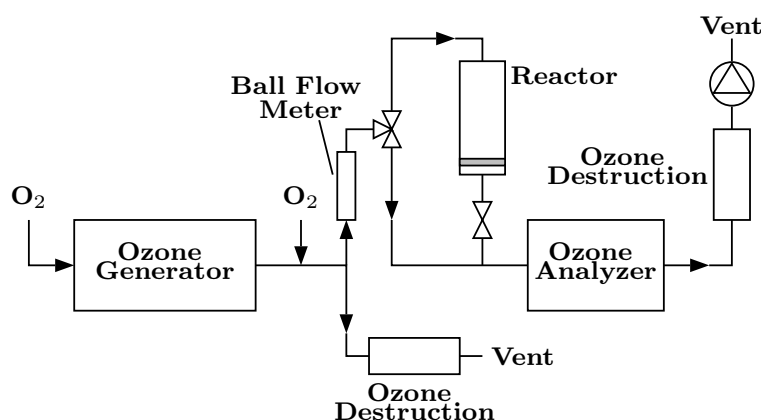 Vent
Ball Flow
Meter
Reactor
Ozone
Destruction
O₂
O₂
Ozone
Generator
Ozone
Analyzer
Vent
Ozone
Destruction